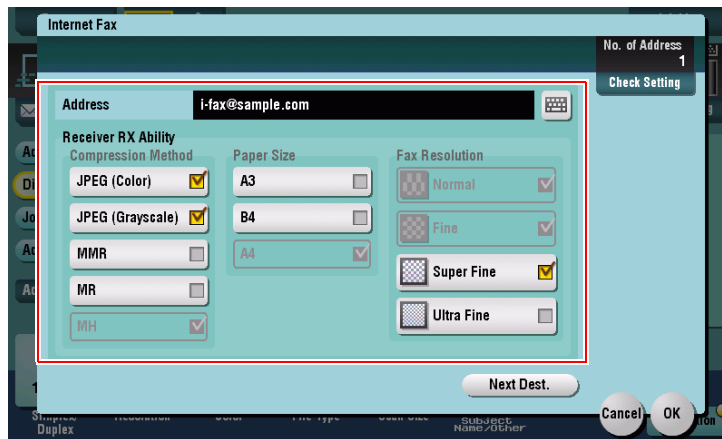 Internet Fax
No. of Address
1
Check Setting
Address
i-fax@sample.com
Receiver RX Ability
Compression Method
JPEG (Color)
JPEG (Grayscale)
MMR
MR
MH
Paper Size
A3
B4
A4
Fax Resolution
Normal
Fine
Super Fine
Ultra Fine
Next Dest.
Cancel
OK
Duplex
Subject
Name/Other